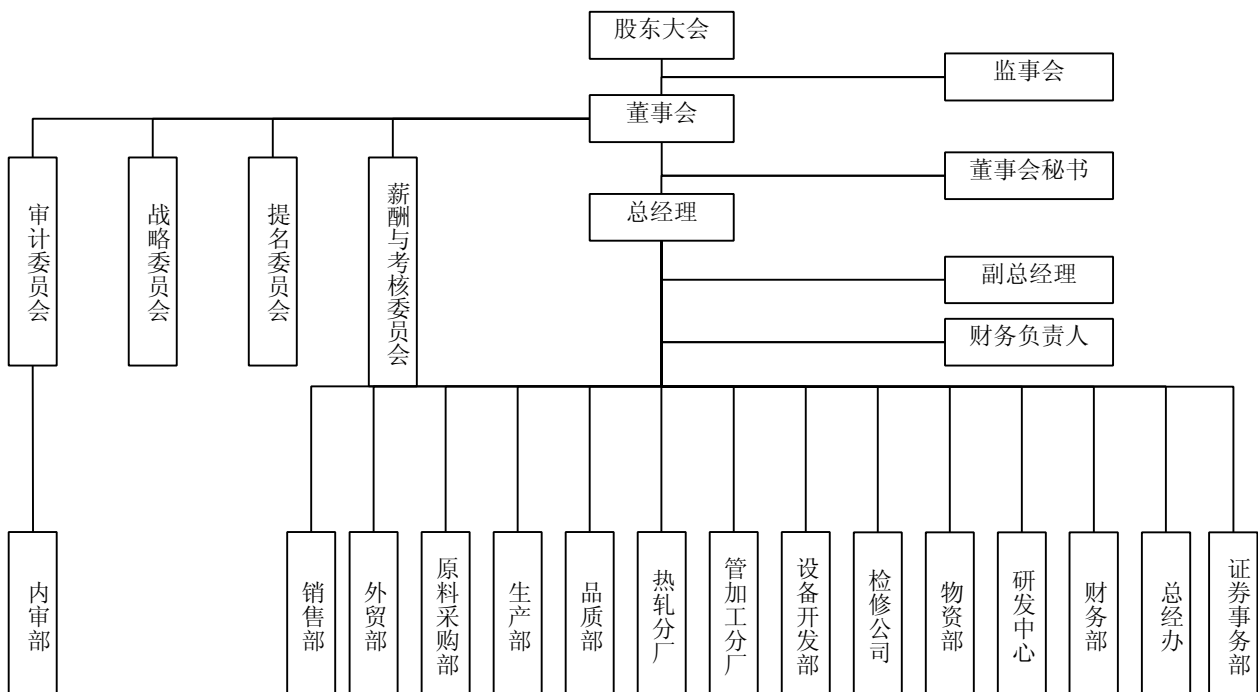 股东大会
监事会
董事会
董事会秘书
总经理
审计委员会
战略委员会
提名委员会
薪酬与考核委员会
副总经理
财务负责人
内审部
销售部
外贸部
原料采购部
生产部
品质部
热轧分厂
管加工分厂
设备开发部
检修公司
物资部
研发中心
财务部
总经办
证券事务部